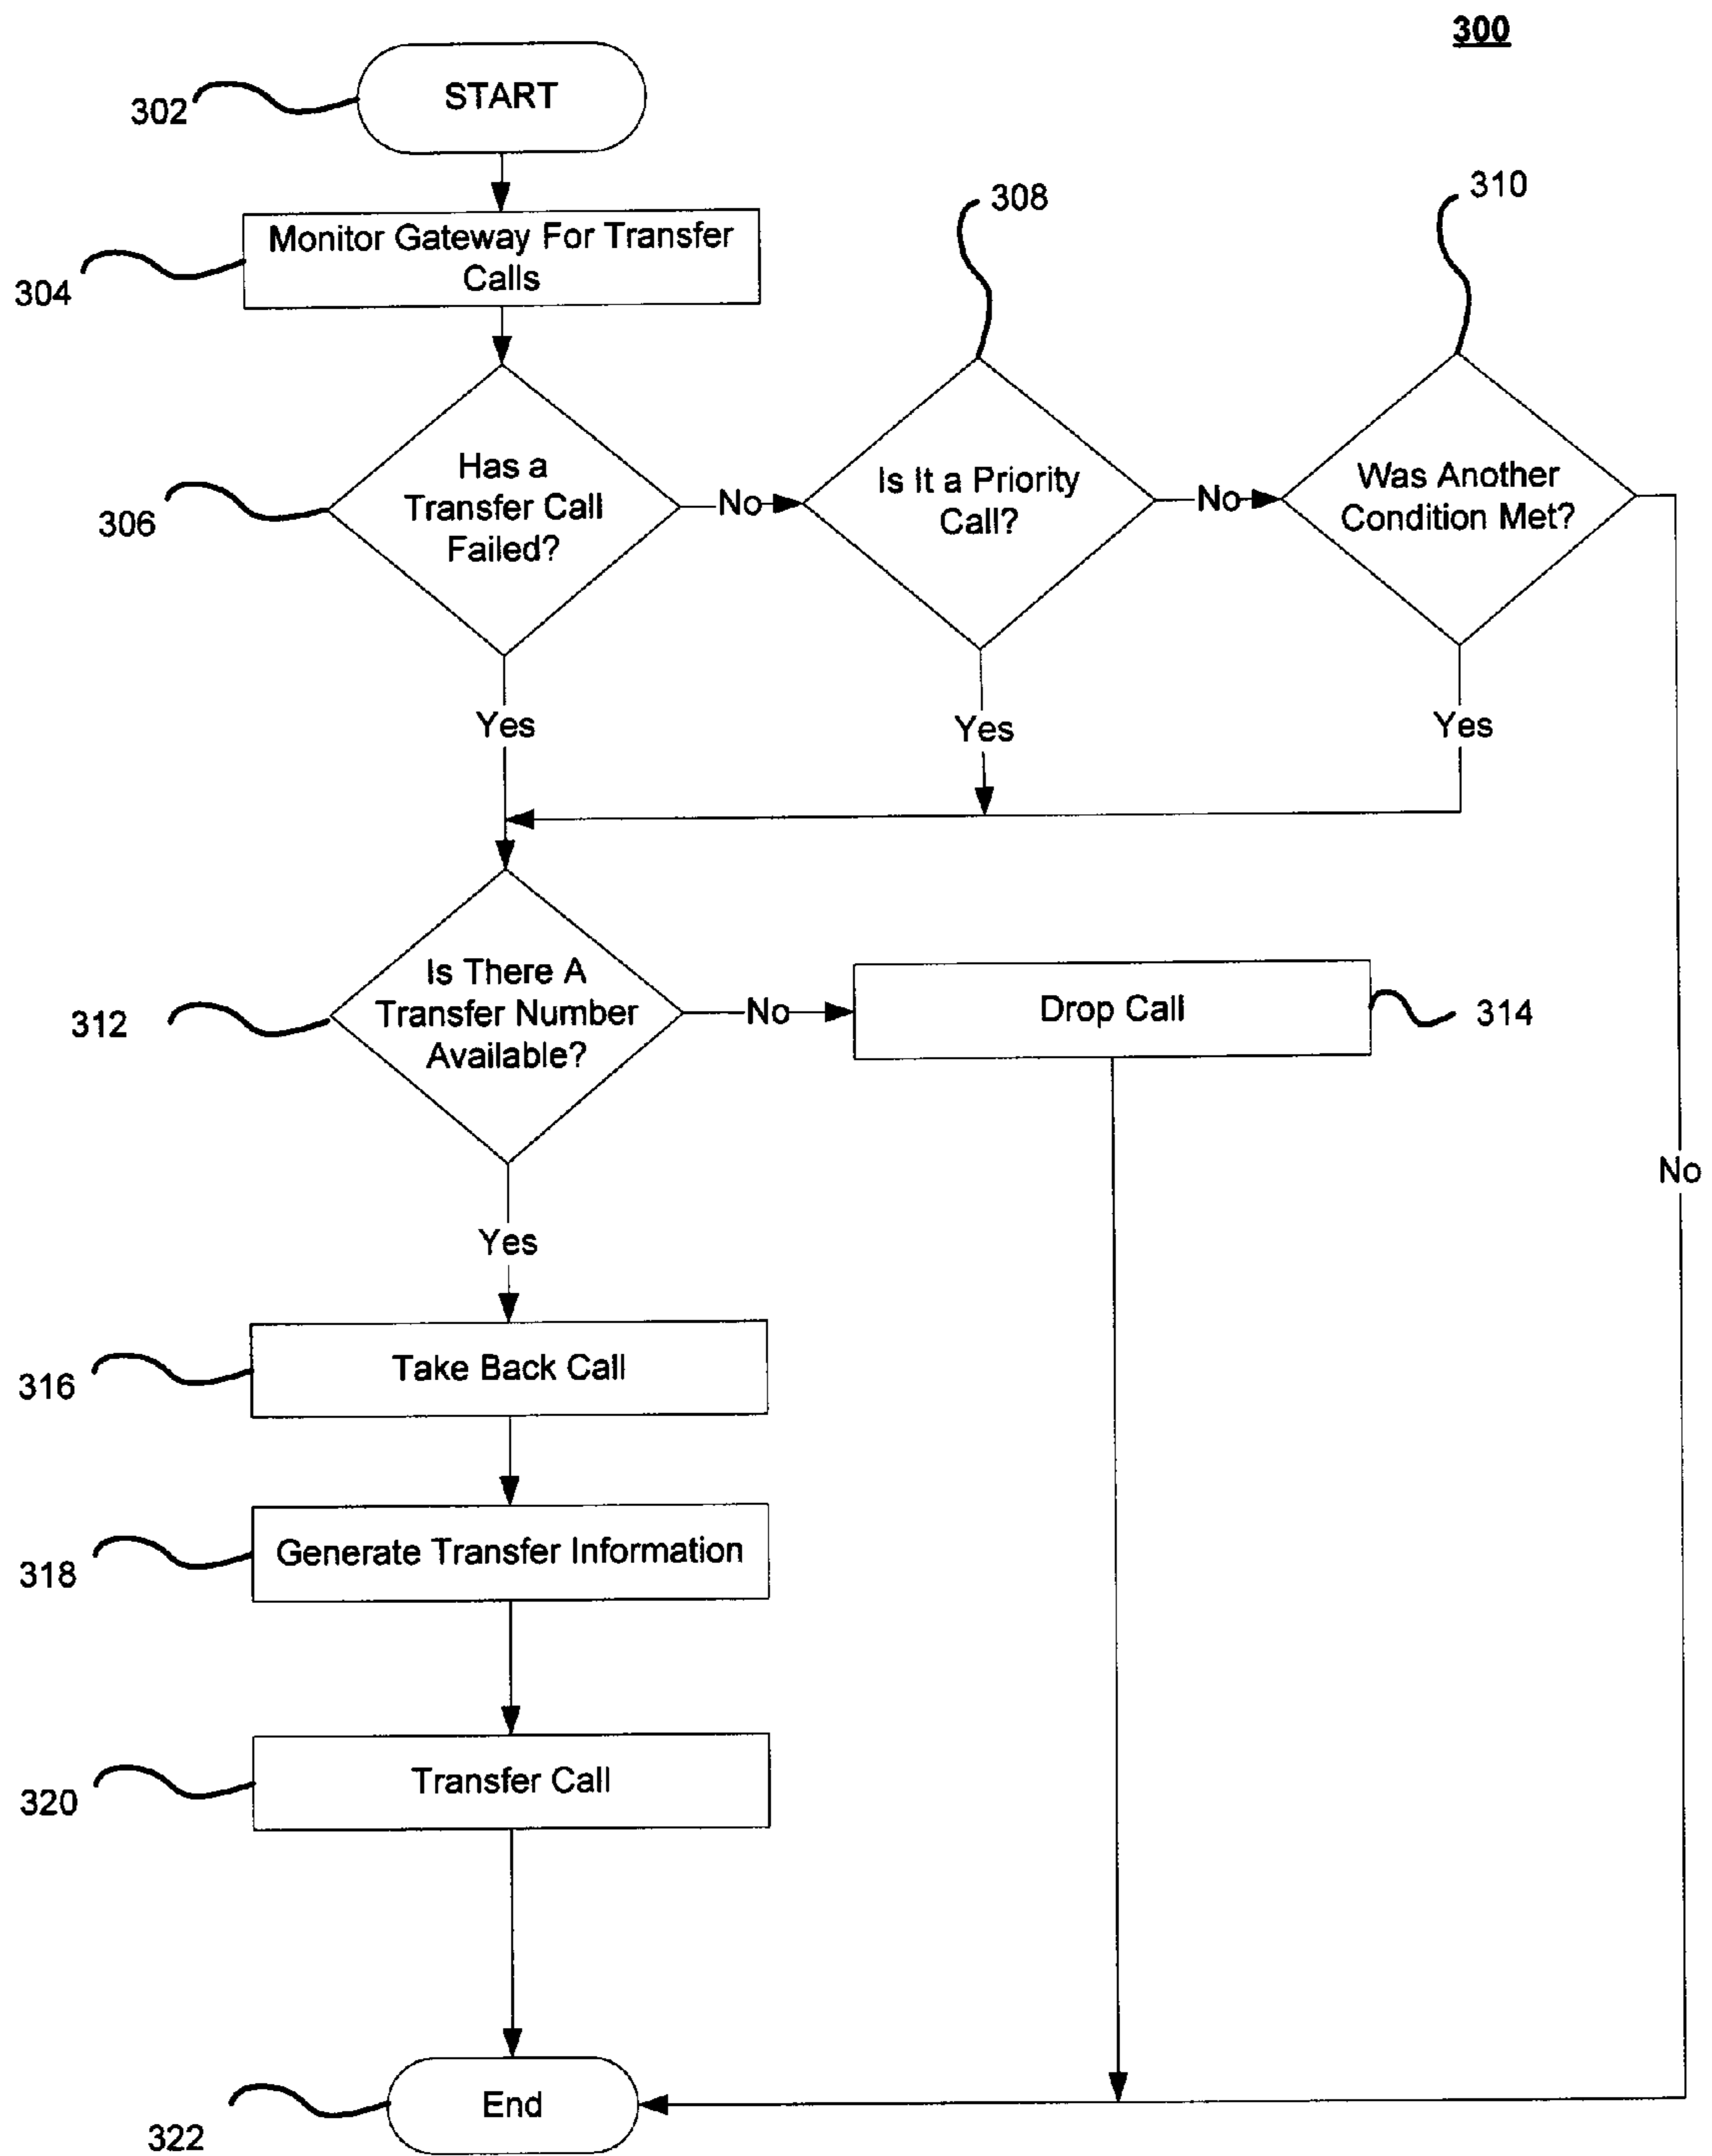 300
302
START
304
Monitor Gateway For Transfer
Calls
308
310
306
Has a
Transfer Call
Failed?
No
Is It a Priority
Call?
No
Was Another
Condition Met?
Yes
Yes
Yes
312
Is There A
Transfer Number
Available?
No
Drop Call
314
No
Yes
316
Take Back Call
318
Generate Transfer Information
320
Transfer Call
322
End